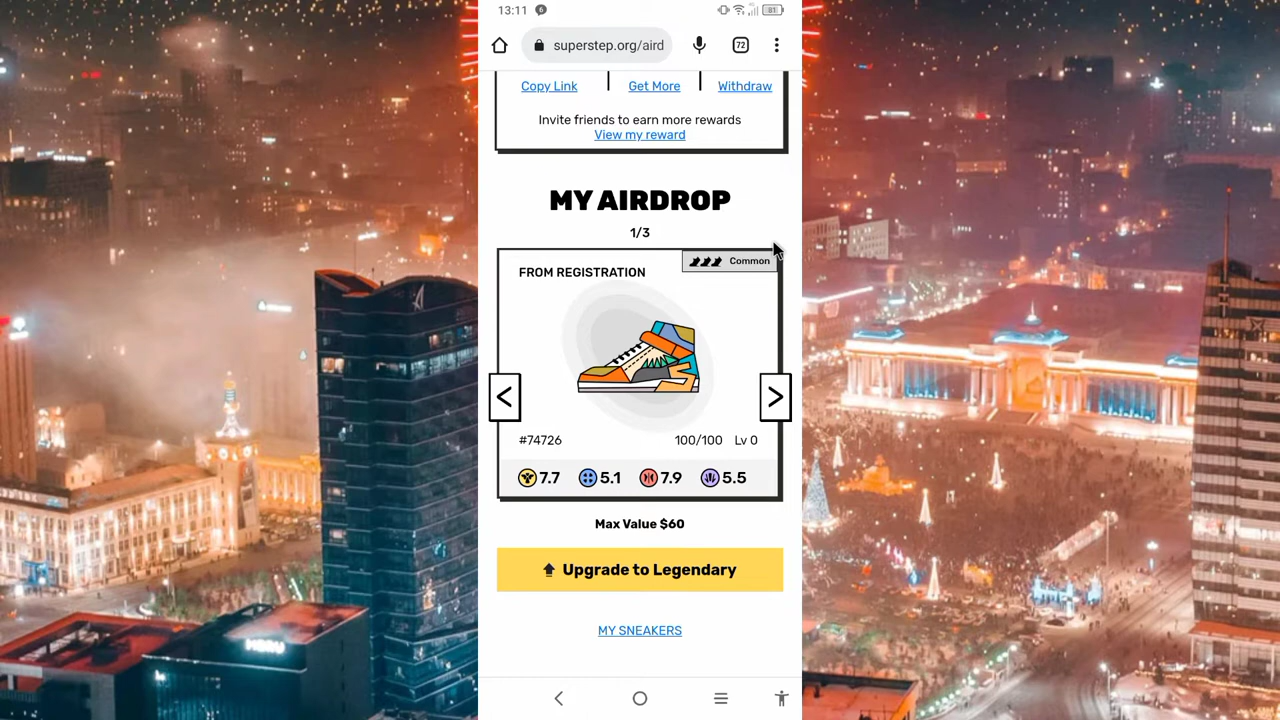 13:11
81
superstep.org/aird
72
Copy Link Get More Withdraw
Invite friends to earn more rewards
View my reward
MY AIRDROP
1/3
Common
FROM REGISTRATION
< >
#74726 100/100 Lv 0
7.7 5.1 7.9 5.5
Max Value $60
Upgrade to Legendary
MY SNEAKERS